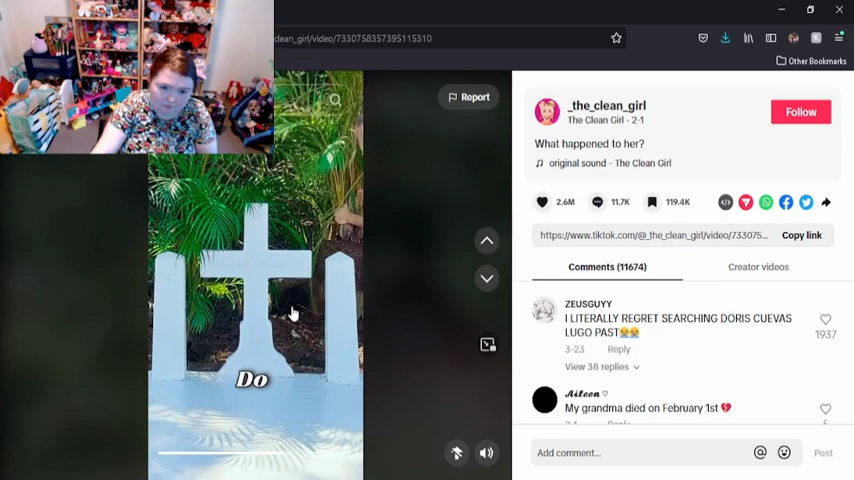 clean_girl/video/7330758357395115310
Other Bookmarks
Report
Do
_the_clean_girl
The Clean Girl · 2-1
Follow
What happened to her?
♫ original sound - The Clean Girl
2.6M
11.7K
119.4K
https://www.tiktok.com/@_the_clean_girl/video/733075...
Copy link
Comments (11674)
Creator videos
ZEUSGUYY
I LITERALLY REGRET SEARCHING DORIS CUEVAS
LUGO PAST😭😭
1937
3-23
Reply
View 38 replies
𝓐𝓲𝓵𝓮𝓮𝓷 ♡
My grandma died on February 1st 💔
Add comment...
Post